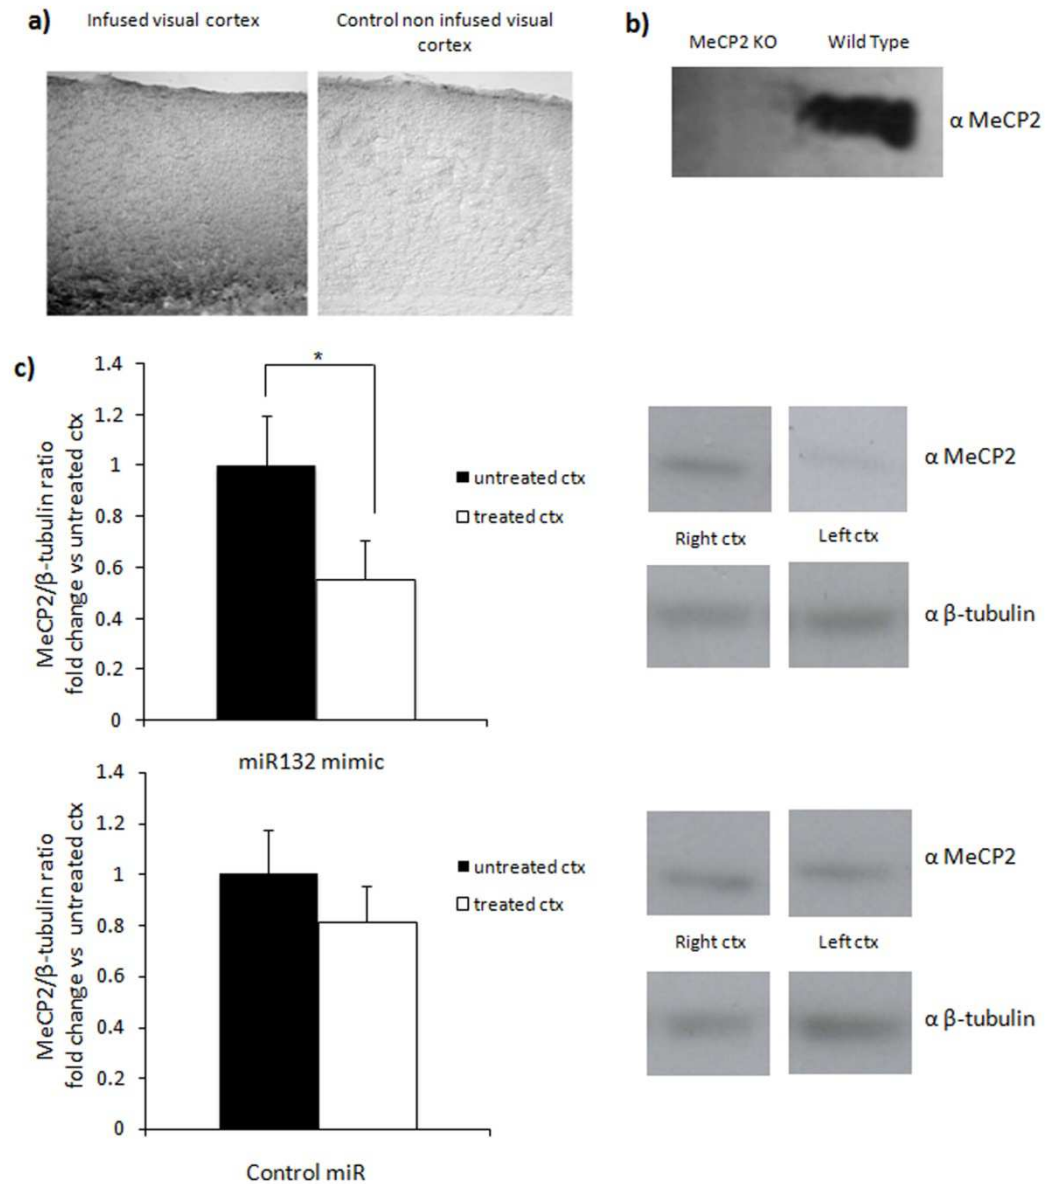 a)
Infused visual cortex
Control non infused visual
cortex
b)
MeCP2 KO
Wild Type
α MeCP2
c)
1.4
1.2
1
0.8
0.6
0.4
0.2
0
MeCP2/β-tubulin ratio
fold change vs untreated ctx
*
untreated ctx
treated ctx
miR132 mimic
α MeCP2
Right ctx
Left ctx
α β-tubulin
1.4
1.2
1
0.8
0.6
0.4
0.2
0
MeCP2/β-tubulin ratio
fold change vs untreated ctx
untreated ctx
treated ctx
Control miR
α MeCP2
Right ctx
Left ctx
α β-tubulin